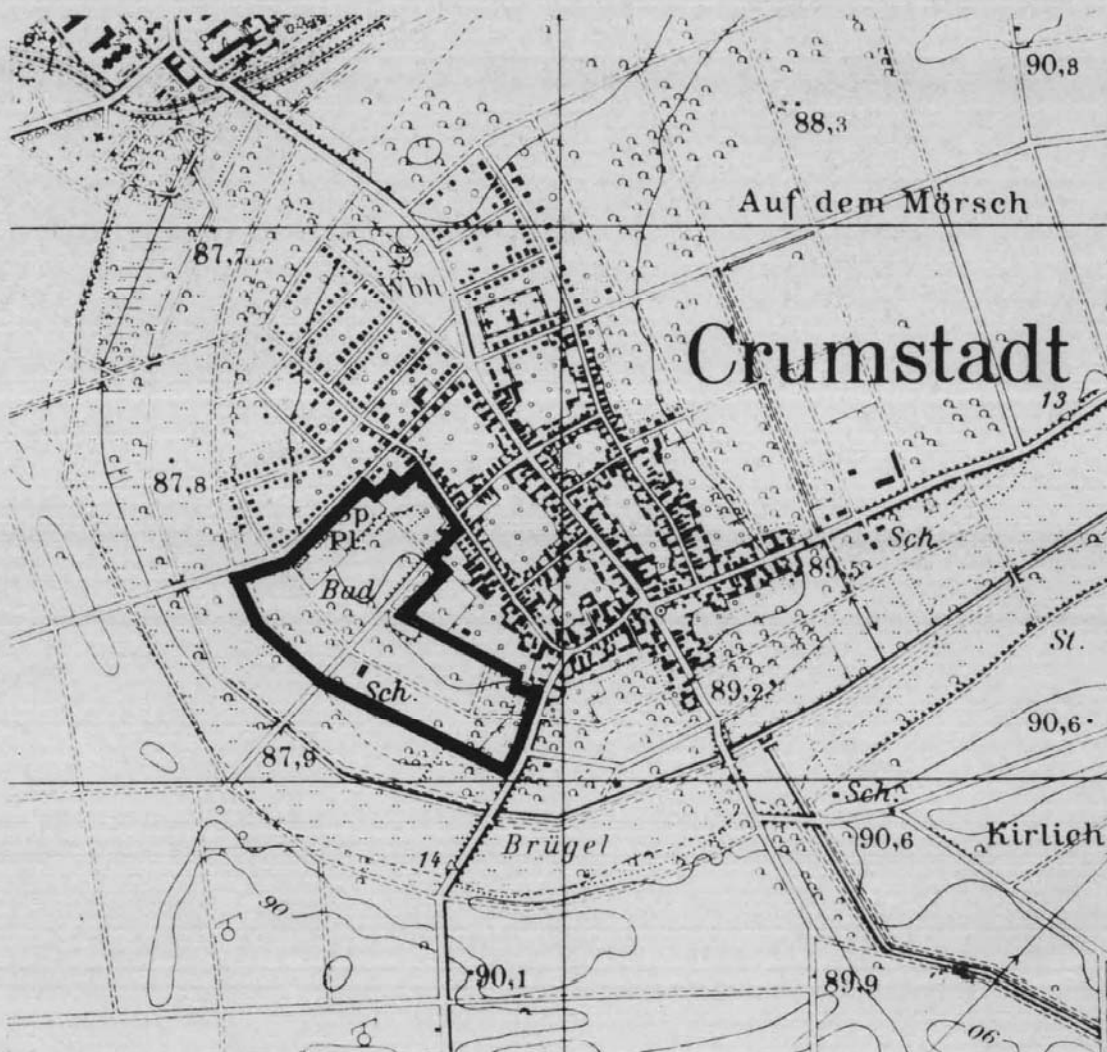 90,8
88,3
Auf dem Mörsch
87,7
Wbh
Crumstadt
13
87,8
Sp.
Pl.
Sch.
Bad
89,5
St.
Sch.
89,2
90,6
87,9
Sch.
Brügel
90,6
Kirlich
14
90
90,1
89,9
90